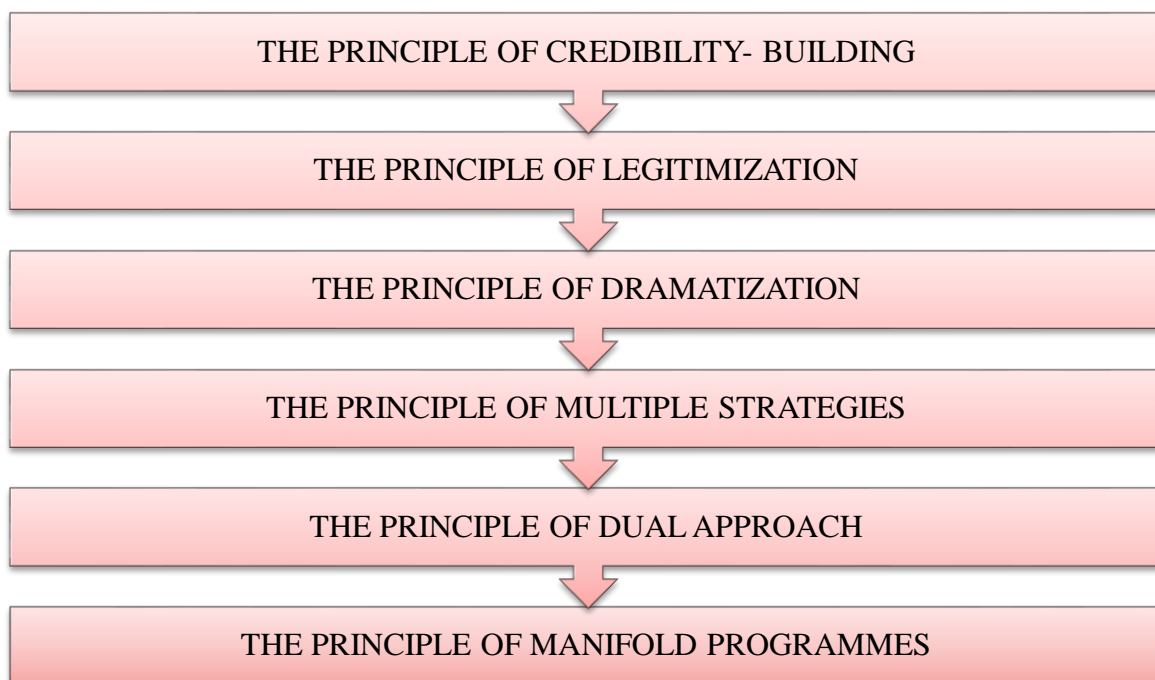 THE PRINCIPLE OF CREDIBILITY- BUILDING
THE PRINCIPLE OF LEGITIMIZATION
THE PRINCIPLE OF DRAMATIZATION
THE PRINCIPLE OF MULTIPLE STRATEGIES
THE PRINCIPLE OF DUAL APPROACH
THE PRINCIPLE OF MANIFOLD PROGRAMMES